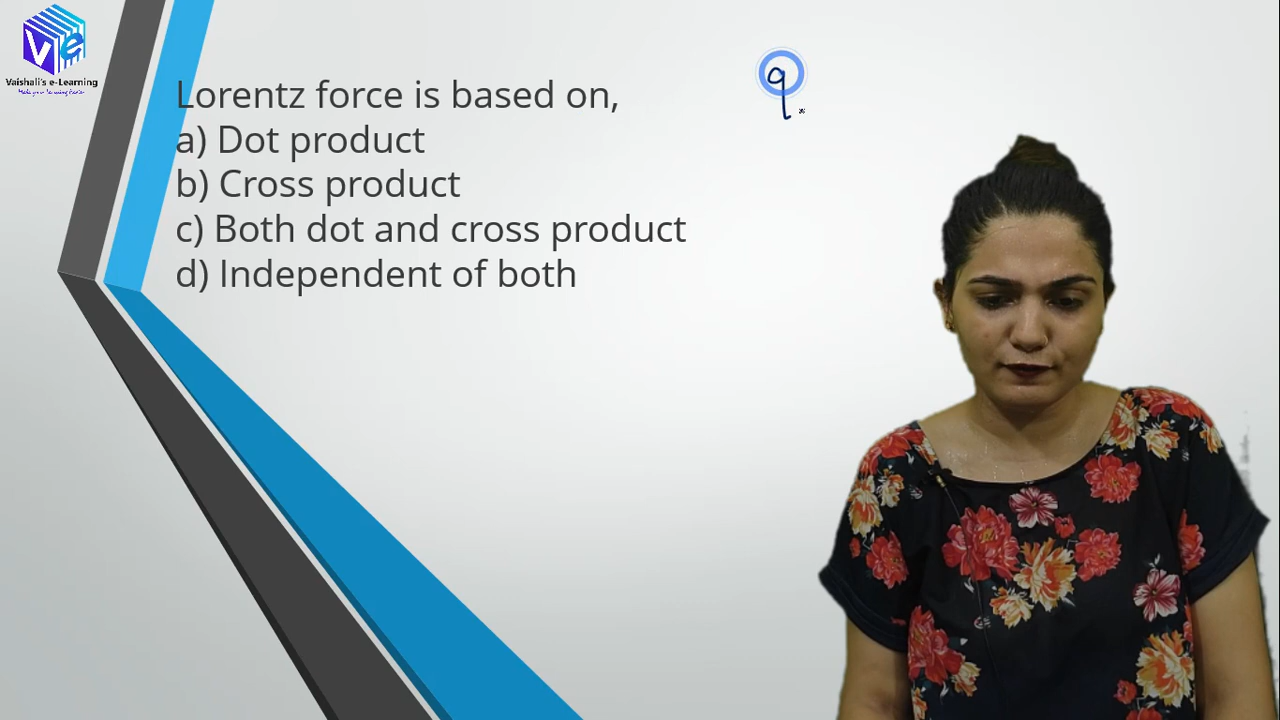 Vaishali's e-Learning
Lorentz force is based on,
a) Dot product
b) Cross product
c) Both dot and cross product
d) Independent of both
q